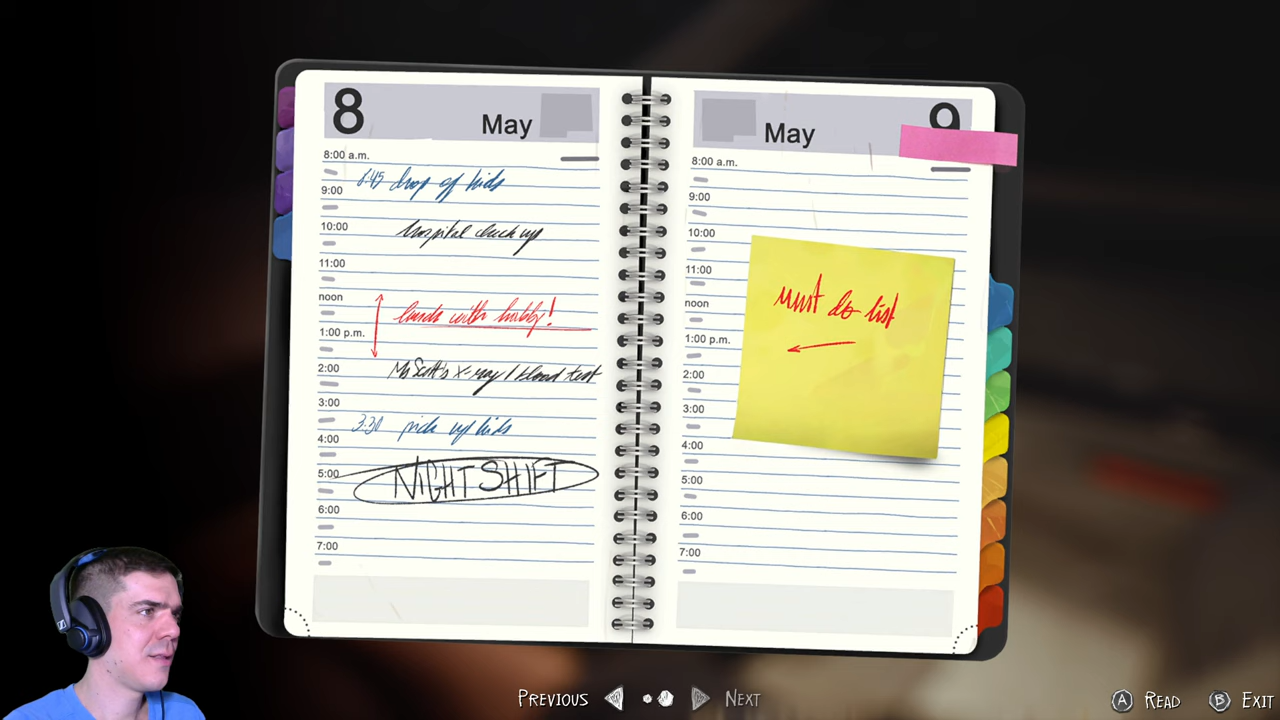 8
May
8:00 a.m.
8:45 drop of kids
9:00
10:00
hospital check up
11:00
noon
lunch with hubby!
1:00 p.m.
2:00
Ms Scott's x-ray / blood test
3:00
3:30 pick up kids
4:00
5:00
NIGHT SHIFT
6:00
7:00
May
9
8:00 a.m.
9:00
10:00
11:00
noon
1:00 p.m.
2:00
3:00
4:00
5:00
6:00
7:00
must do list
PREVIOUS
NEXT
A READ
B EXIT